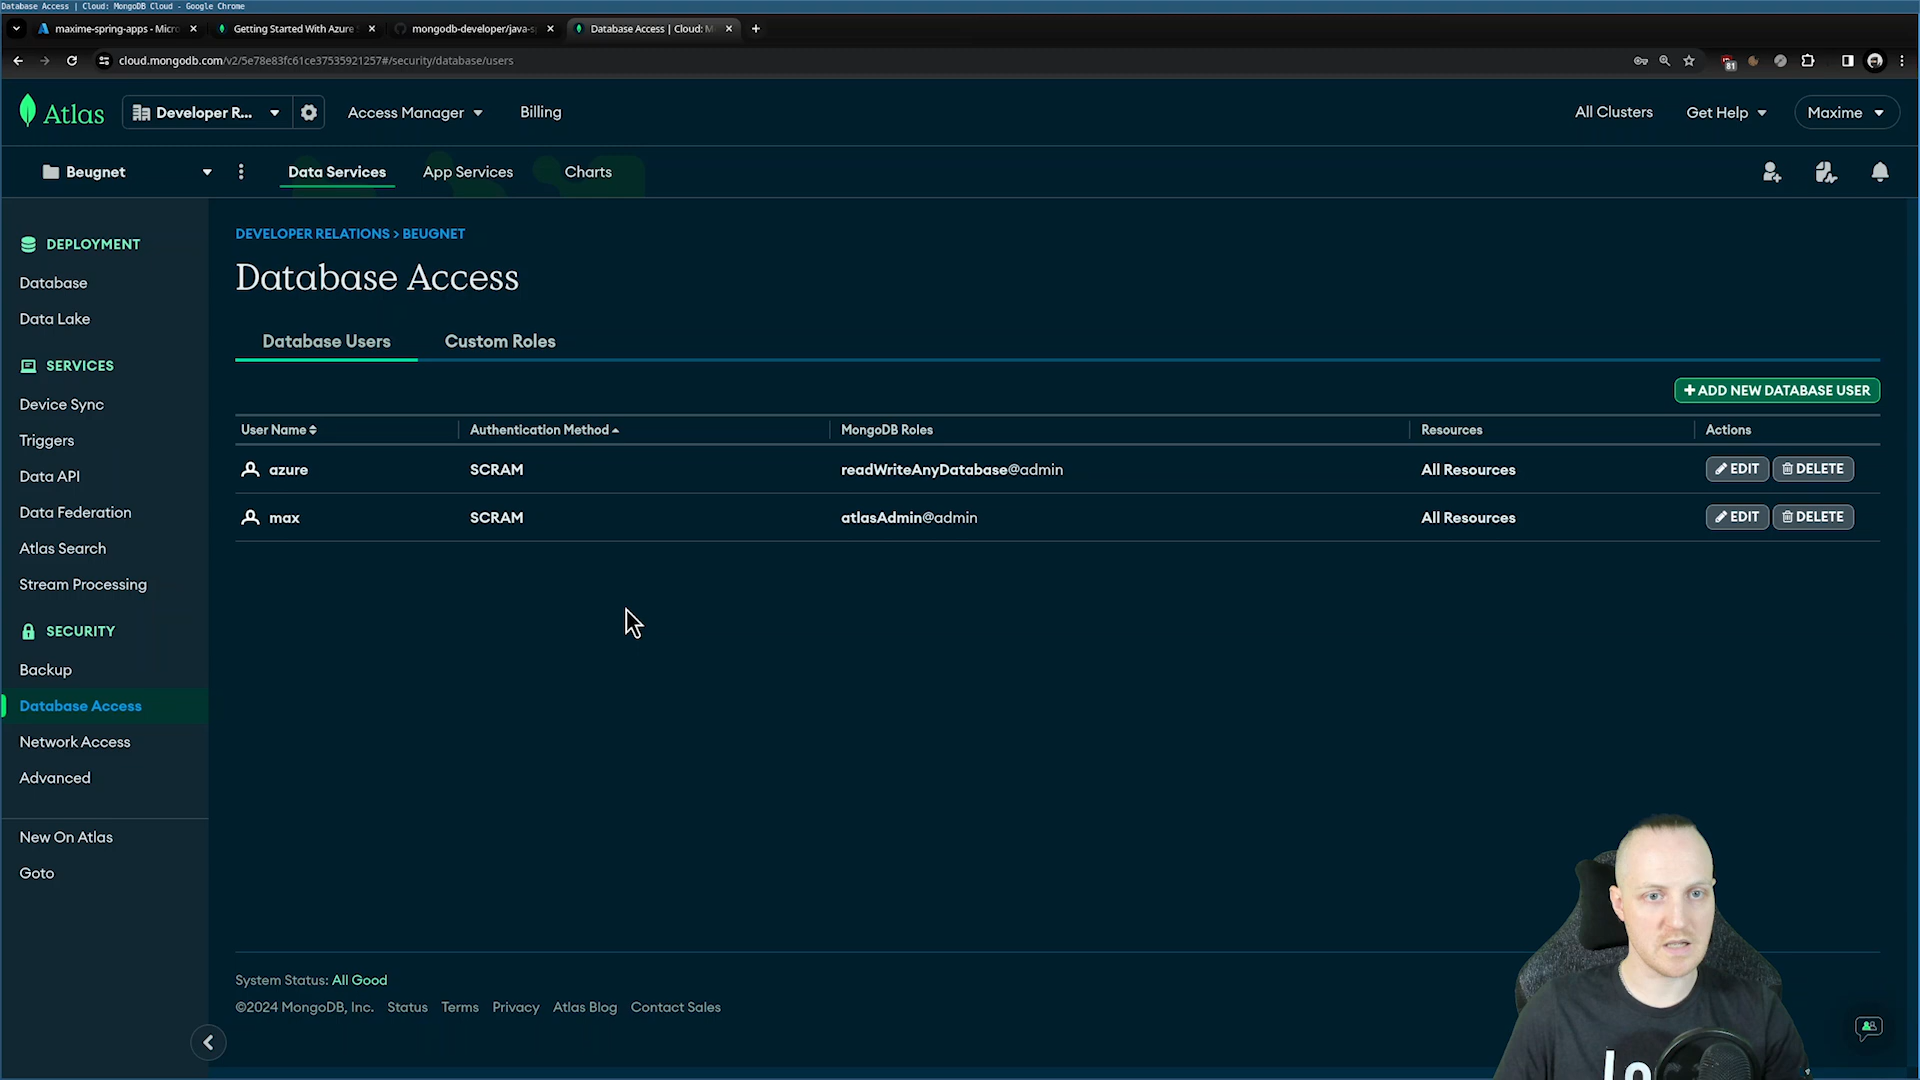 Database Access | Cloud: MongoDB Cloud - Google Chrome
maxime-spring-apps - Micro
Getting Started With Azure S
mongodb-developer/java-sp
Database Access | Cloud: M
cloud.mongodb.com/v2/5e78e83fc61ce37535921257#/security/database/users
81
Atlas
Developer R...
Access Manager
Billing
All Clusters
Get Help
Maxime
Beugnet
Data Services
App Services
Charts
DEPLOYMENT
Database
Data Lake
SERVICES
Device Sync
Triggers
Data API
Data Federation
Atlas Search
Stream Processing
SECURITY
Backup
Database Access
Network Access
Advanced
New On Atlas
Goto
DEVELOPER RELATIONS > BEUGNET
Database Access
Database Users
Custom Roles
+ ADD NEW DATABASE USER
User Name
Authentication Method
MongoDB Roles
Resources
Actions
azure
SCRAM
readWriteAnyDatabase@admin
All Resources
EDIT
DELETE
max
SCRAM
atlasAdmin@admin
All Resources
EDIT
DELETE
System Status: All Good
©2024 MongoDB, Inc.
Status
Terms
Privacy
Atlas Blog
Contact Sales